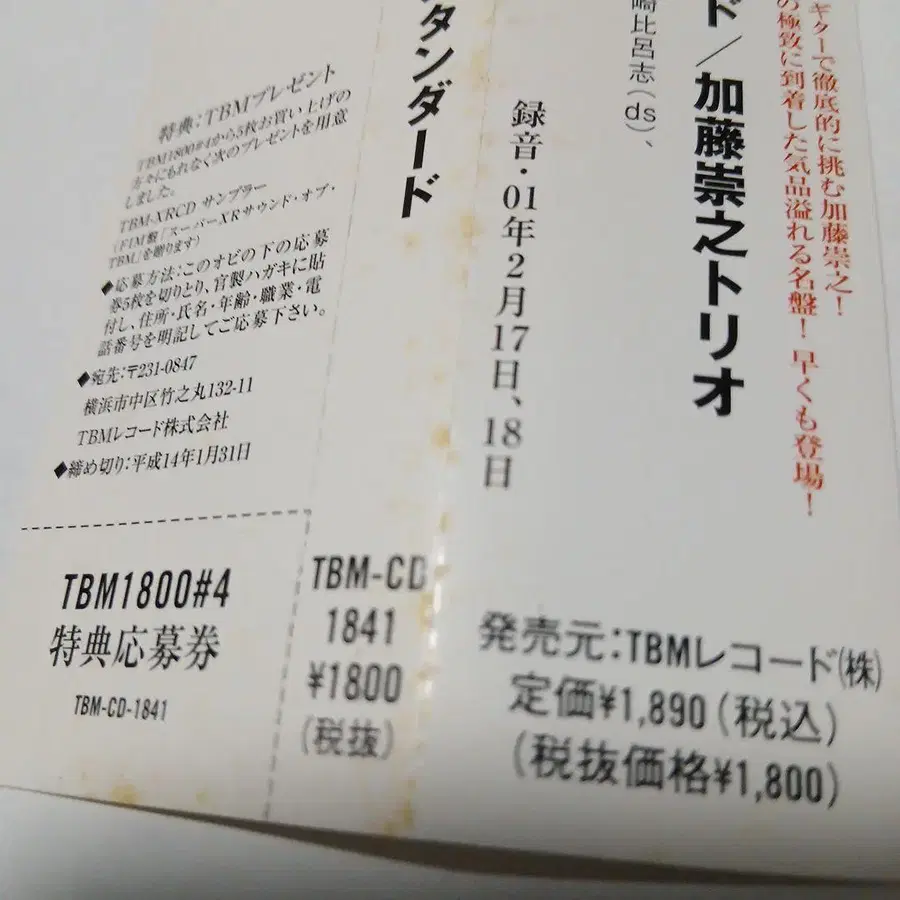 ギターで徹底的に挑む加藤崇之！
の極致に到着した気品溢れる名盤！ 早くも登場！
ド／加藤崇之トリオ
崎比呂志（ds）、
録音・01年2月17日、18日
発売元：TBMレコード㈱
定価¥1,890（税込）
（税抜価格¥1,800）
タンダード
TBM-CD
1841
¥1800
（税抜）
特典：TBMプレゼント
TBM1800#4から5枚お買い上げの
方々にもれなく次のプレゼントを用意
しました。
TBM-XRCD サンプラー
（FIM盤「スーパーXRサウンド・オブ・
TBM」を贈ります）
◆応募方法：このオビの下の応募
券5枚を切りとり、官製ハガキに貼
付し、住所・氏名・年齢・職業・電
話番号を明記してご応募下さい。
◆宛先：〒231-0847
横浜市中区竹之丸132-11
TBMレコード株式会社
◆締め切り：平成14年1月31日
TBM1800#4
特典応募券
TBM-CD-1841